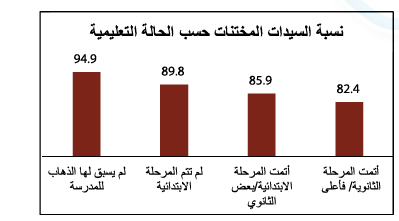 نسبة السيدات المختنات حسب الحالة التعليمية
94.9
89.8
85.9
82.4
لم يسبق لها الذهاب
للمدرسة
لم تتم المرحلة
الابتدائية
أتمت المرحلة
الابتدائية/بعض
الثانوي
أتمت المرحلة
الثانوية/ فأعلى